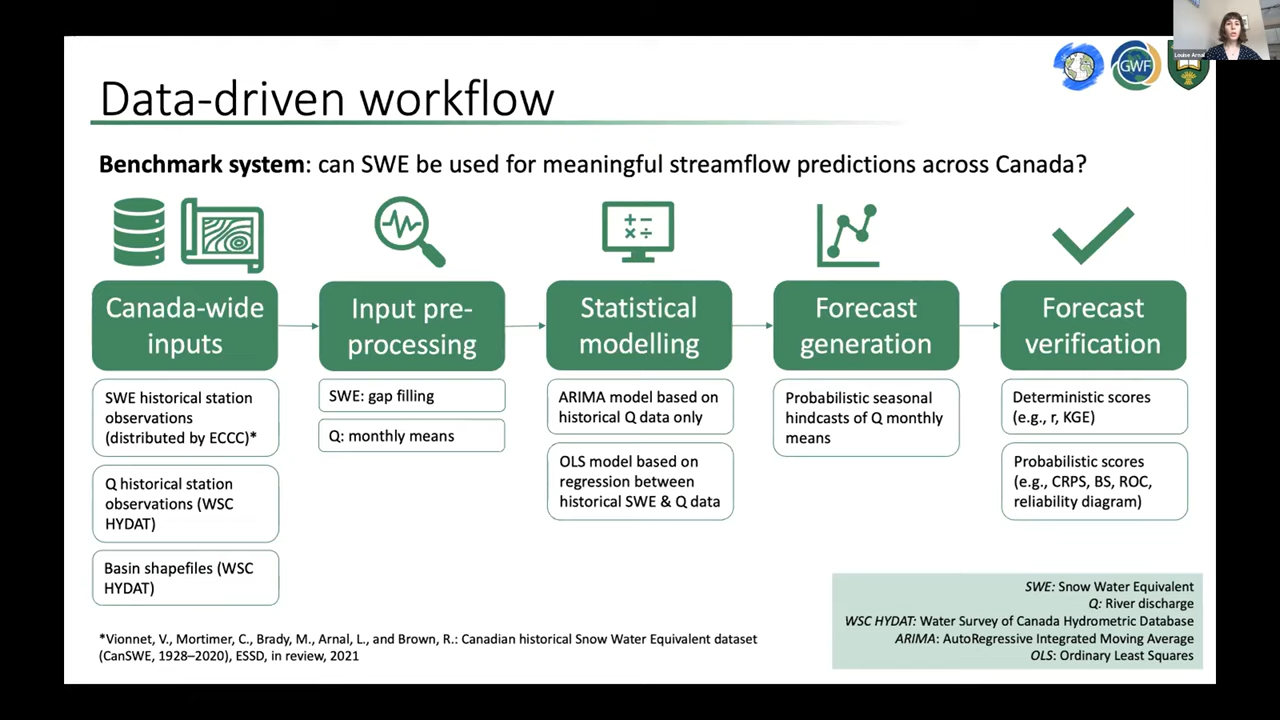 Louise Arnal
GWF
Data-driven workflow
Benchmark system: can SWE be used for meaningful streamflow predictions across Canada?
Canada-wide
inputs
SWE historical station
observations
(distributed by ECCC)*
Q historical station
observations (WSC
HYDAT)
Basin shapefiles (WSC
HYDAT)
Input pre-
processing
SWE: gap filling
Q: monthly means
Statistical
modelling
ARIMA model based on
historical Q data only
OLS model based on
regression between
historical SWE & Q data
Forecast
generation
Probabilistic seasonal
hindcasts of Q monthly
means
Forecast
verification
Deterministic scores
(e.g., r, KGE)
Probabilistic scores
(e.g., CRPS, BS, ROC,
reliability diagram)
*Vionnet, V., Mortimer, C., Brady, M., Arnal, L., and Brown, R.: Canadian historical Snow Water Equivalent dataset
(CanSWE, 1928–2020), ESSD, in review, 2021
SWE: Snow Water Equivalent
Q: River discharge
WSC HYDAT: Water Survey of Canada Hydrometric Database
ARIMA: AutoRegressive Integrated Moving Average
OLS: Ordinary Least Squares